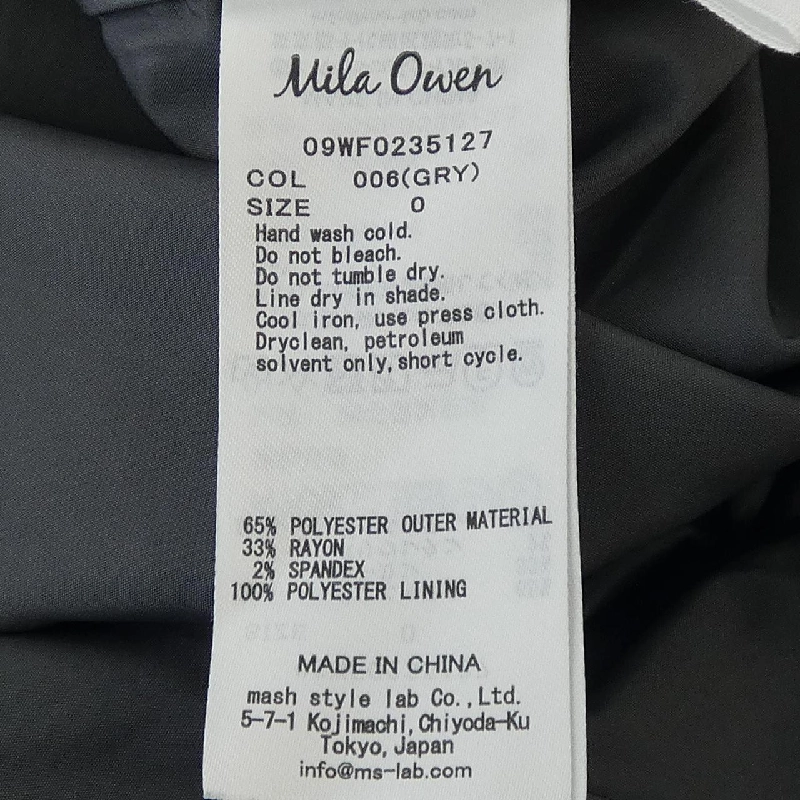 Mila Owen
09WF0235127
COL 006(GRY)
SIZE 0
Hand wash cold.
Do not bleach.
Do not tumble dry.
Line dry in shade.
Cool iron, use press cloth.
Dryclean, petroleum
solvent only,short cycle.
65% POLYESTER OUTER MATERIAL
33% RAYON
2% SPANDEX
100% POLYESTER LINING
MADE IN CHINA
mash style lab Co.,Ltd.
5-7-1 Kojimachi,Chiyoda-Ku
Tokyo,Japan
info@ms-lab.com